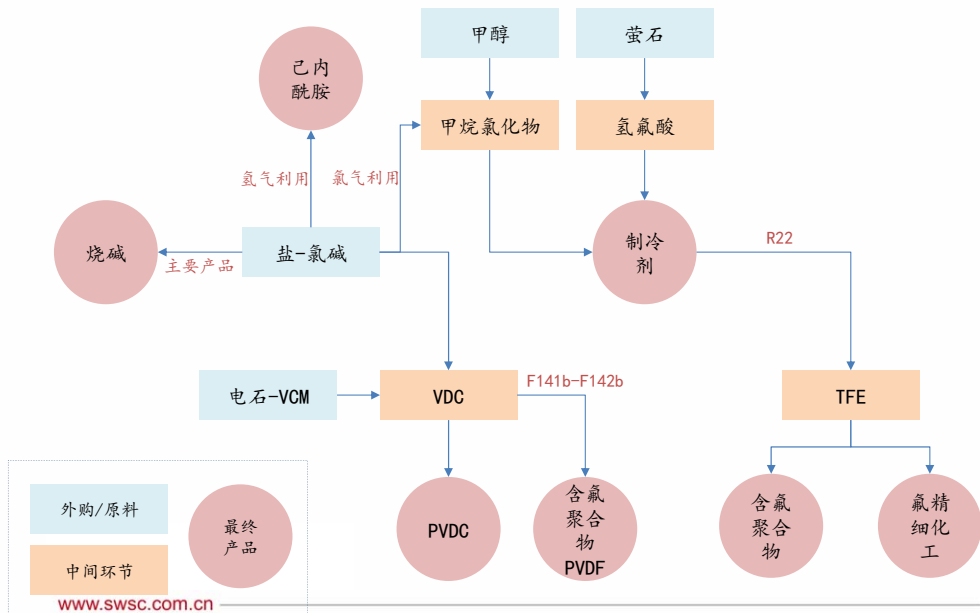 甲醇
萤石
己内
酰胺
甲烷氯化物
氢氟酸
氢气利用
氯气利用
烧碱
主要产品
盐-氯碱
制冷
剂
R22
电石-VCM
VDC
F141b-F142b
TFE
PVDC
含氟
聚合
物
PVDF
含氟
聚合
物
氟精
细化
工
外购/原料
最终
产品
中间环节
www.swsc.com.cn